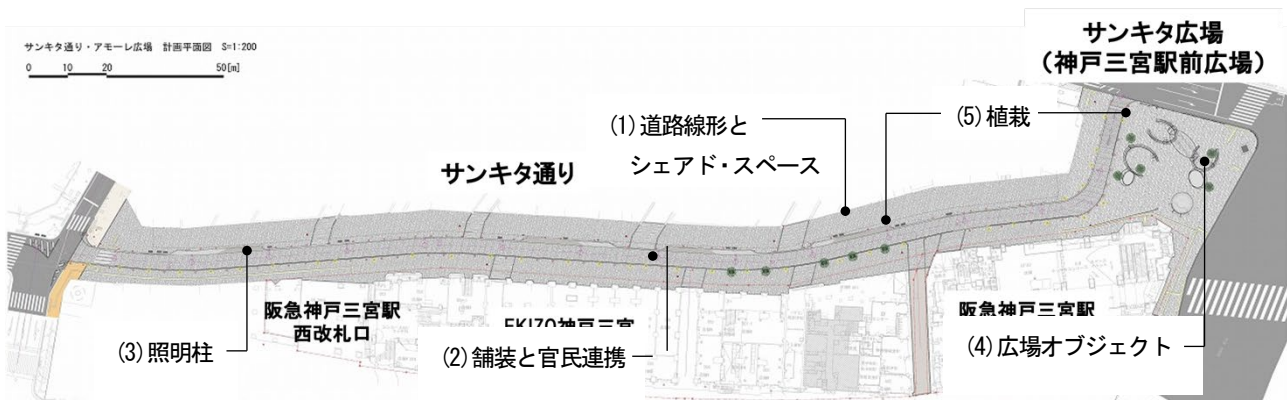 サンキタ通り・アモーレ広場　計画平面図　S=1:200
0　10　20　50[m]
サンキタ広場
（神戸三宮駅前広場）
(5)植栽
(1)道路線形と
シェアド・スペース
サンキタ通り
阪急神戸三宮駅
西改札口
EKIZO神戸三宮
阪急神戸三宮駅
(3)照明柱
(2)舗装と官民連携
(4)広場オブジェクト